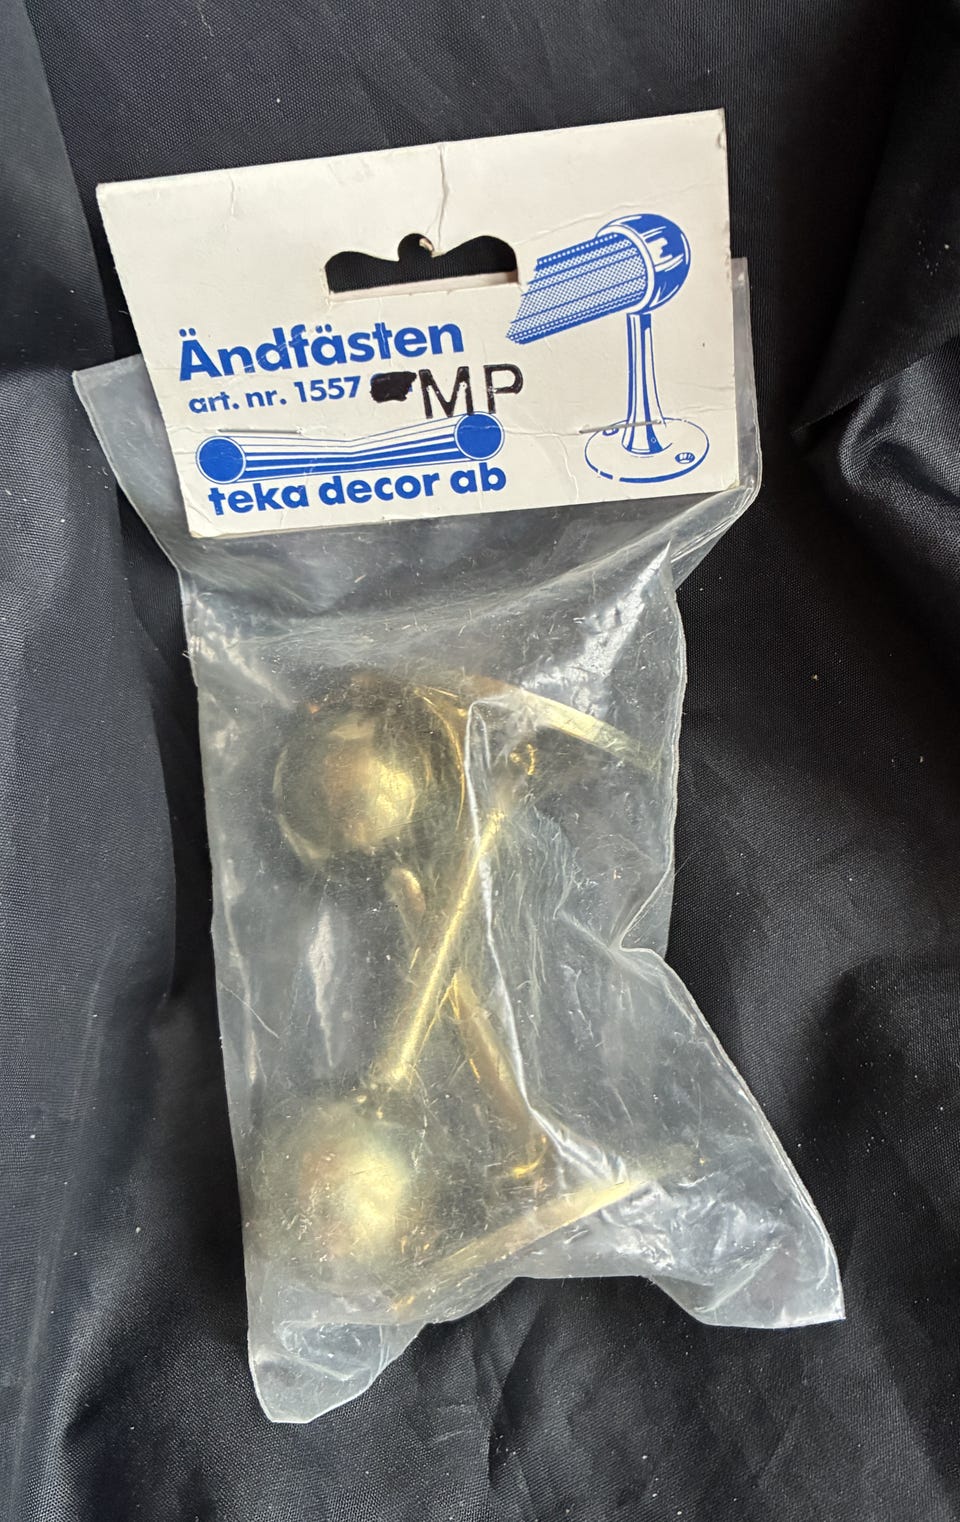 Ändfästen
art. nr. 1557 MP
teka decor ab